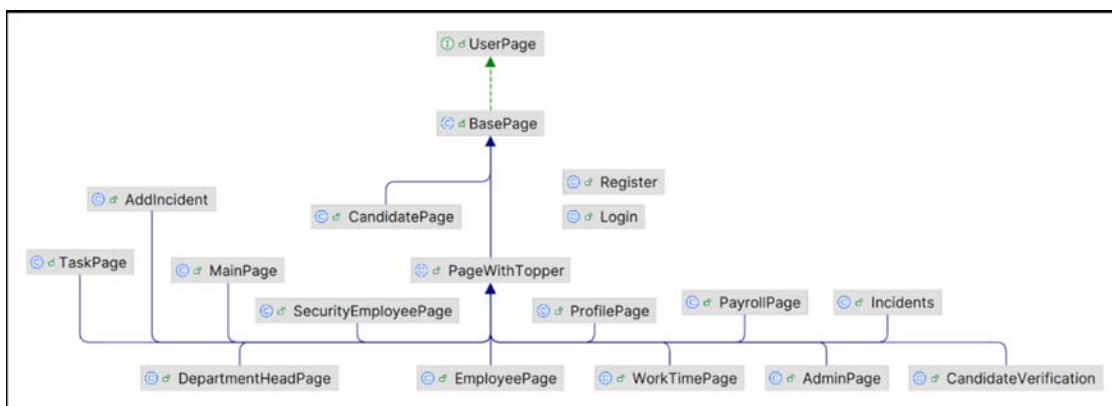 UserPage
BasePage
Register
AddIncident
CandidatePage
Login
TaskPage
MainPage
PageWithTopper
SecurityEmployeePage
ProfilePage
PayrollPage
Incidents
DepartmentHeadPage
EmployeePage
WorkTimePage
AdminPage
CandidateVerification